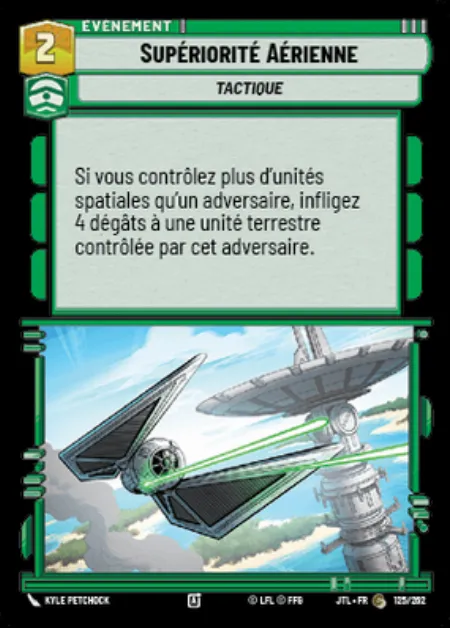 ÉVÉNEMENT
2
Supériorité Aérienne
TACTIQUE
Si vous contrôlez plus d'unités
spatiales qu'un adversaire, infligez
4 dégâts à une unité terrestre
contrôlée par cet adversaire.
KYLE PETCHOCK
© LFL © FFG
JTL • FR
125/262